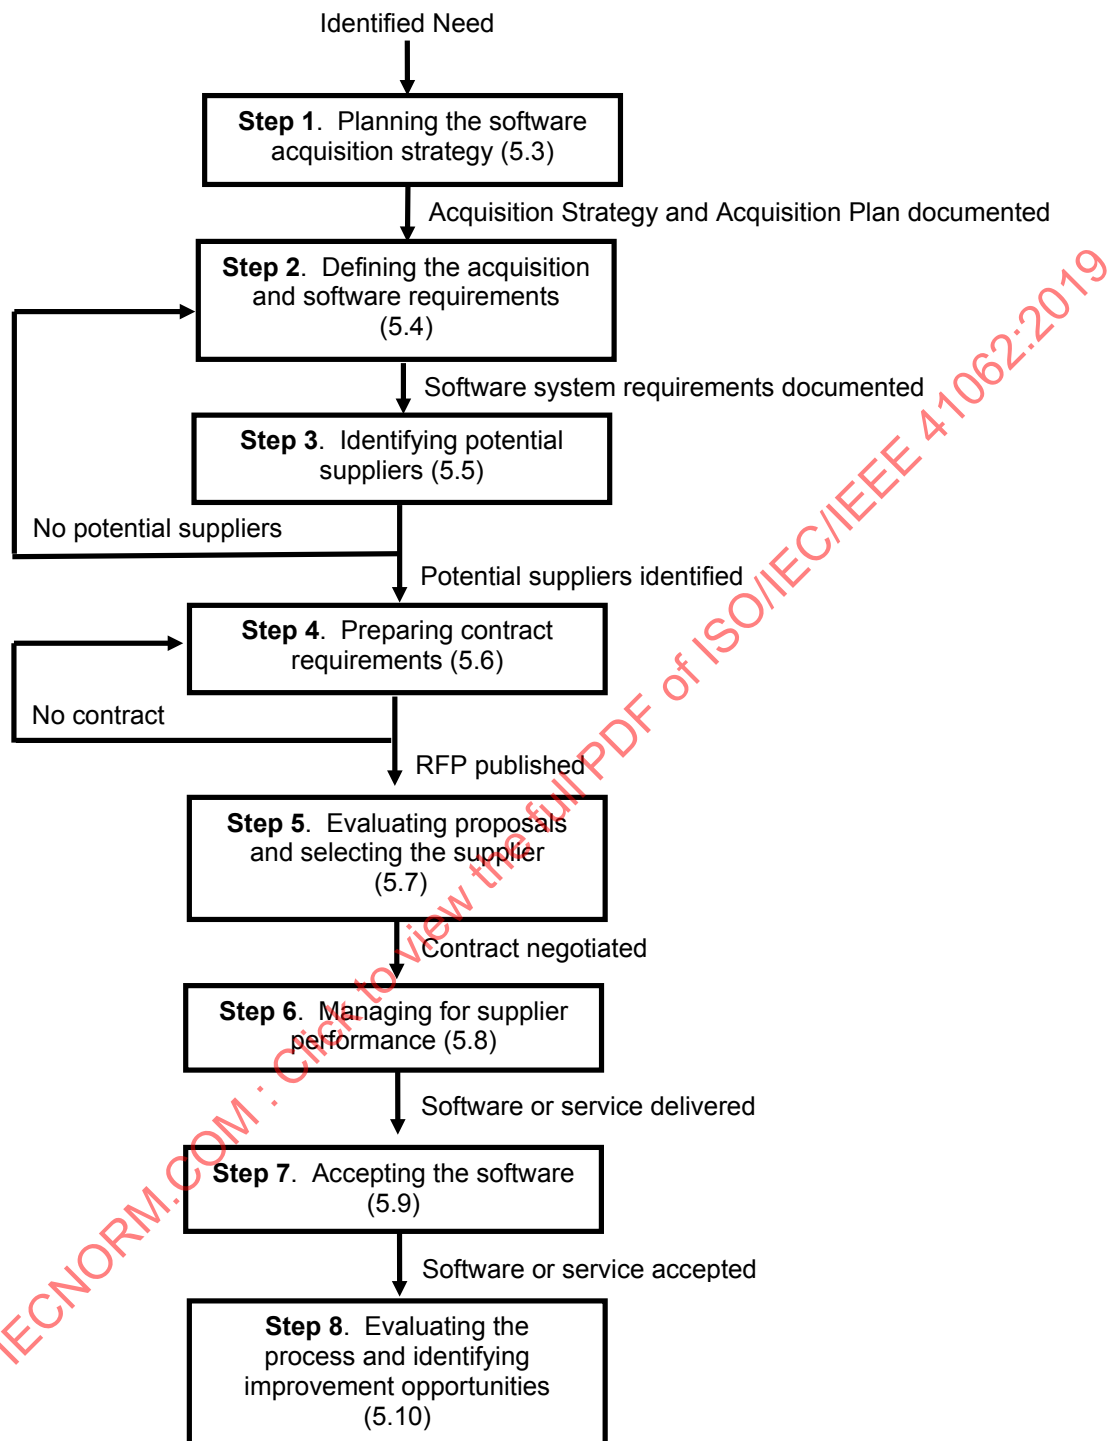 Identified Need
Step 1. Planning the software
acquisition strategy (5.3)
Acquisition Strategy and Acquisition Plan documented
Step 2. Defining the acquisition
and software requirements
(5.4)
Software system requirements documented
Step 3. Identifying potential
suppliers (5.5)
No potential suppliers
Potential suppliers identified
Step 4. Preparing contract
requirements (5.6)
No contract
RFP published
Step 5. Evaluating proposals
and selecting the supplier
(5.7)
Contract negotiated
Step 6. Managing for supplier
performance (5.8)
Software or service delivered
Step 7. Accepting the software
(5.9)
Software or service accepted
Step 8. Evaluating the
process and identifying
improvement opportunities
(5.10)
IECNORM.COM : Click to view the full PDF of ISO/IEC/IEEE 41062:2019